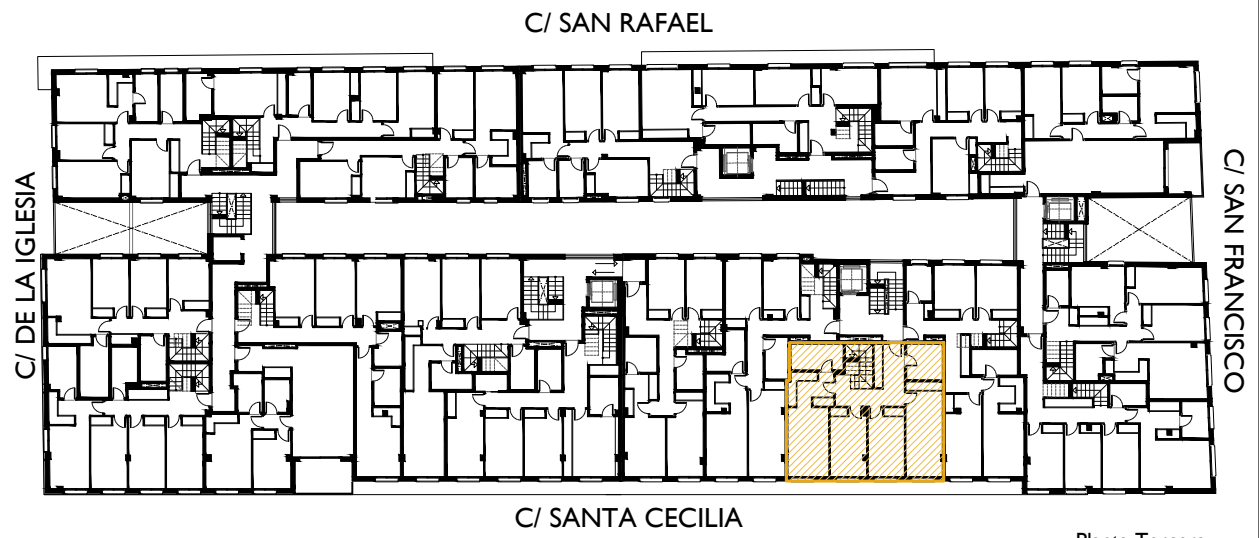 C/ SAN RAFAEL
C/ DE LA IGLESIA
C/ SAN FRANCISCO
C/ SANTA CECILIA